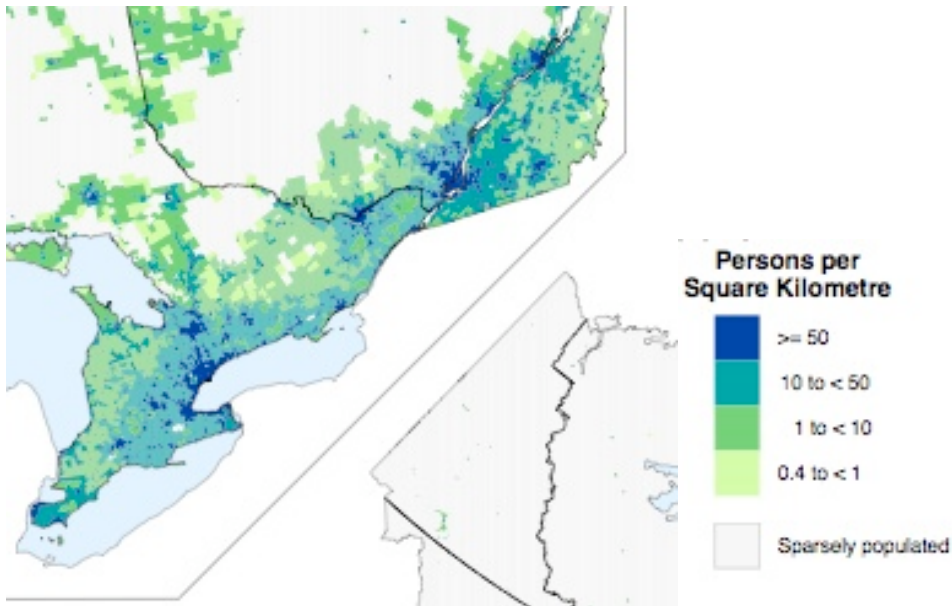 Persons per
Square Kilometre
>= 50
10 to < 50
1 to < 10
0.4 to < 1
Sparsely populated